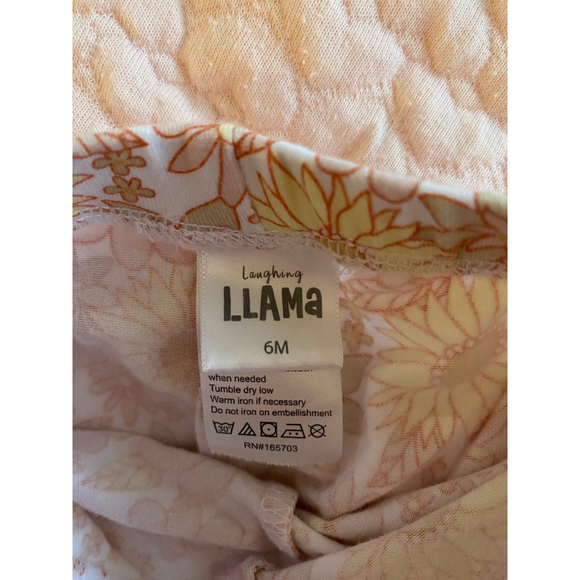 Laughing
LLAMa
6M
when needed
Tumble dry low
Warm iron if necessary
Do not iron on embellishment
30
RN#165703